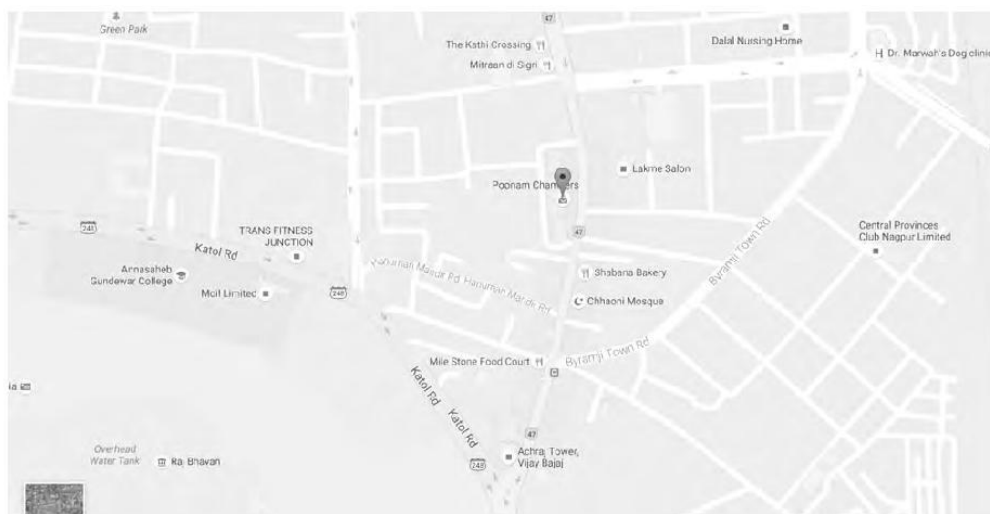 Green Park
47
The Kathi Crossing
Mitraan di Sigri
Dalal Nursing Home
Dr. Marwah's Dog clinic
Lakme Salon
Poonam Chambers
47
248
Katol Rd
TRANS FITNESS
JUNCTION
Central Provinces
Club Nagpur Limited
Byramji Town Rd
Annasaheb
Gundewar College
Moil Limited
248
Hanuman Mandir Rd
Hanuman Mandir Rd
Shabana Bakery
Chhaoni Mosque
Mile Stone Food Court
Byramji Town Rd
Katol Rd
Katol Rd
47
Achraj Tower,
Vijay Bajaj
248
Overhead
Water Tank
Raj Bhavan